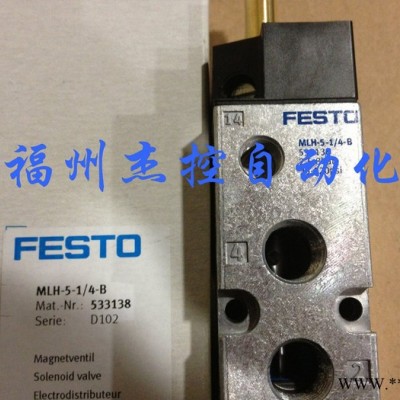 14
FESTO
MLH-5-1/4-B
福州杰控自动化
4
FESTO
MLH-5-1/4-B
Mat.-Nr.: 533138
Serie: D102
Magnetventil
Solenoid valve
Electrodistributeur
2